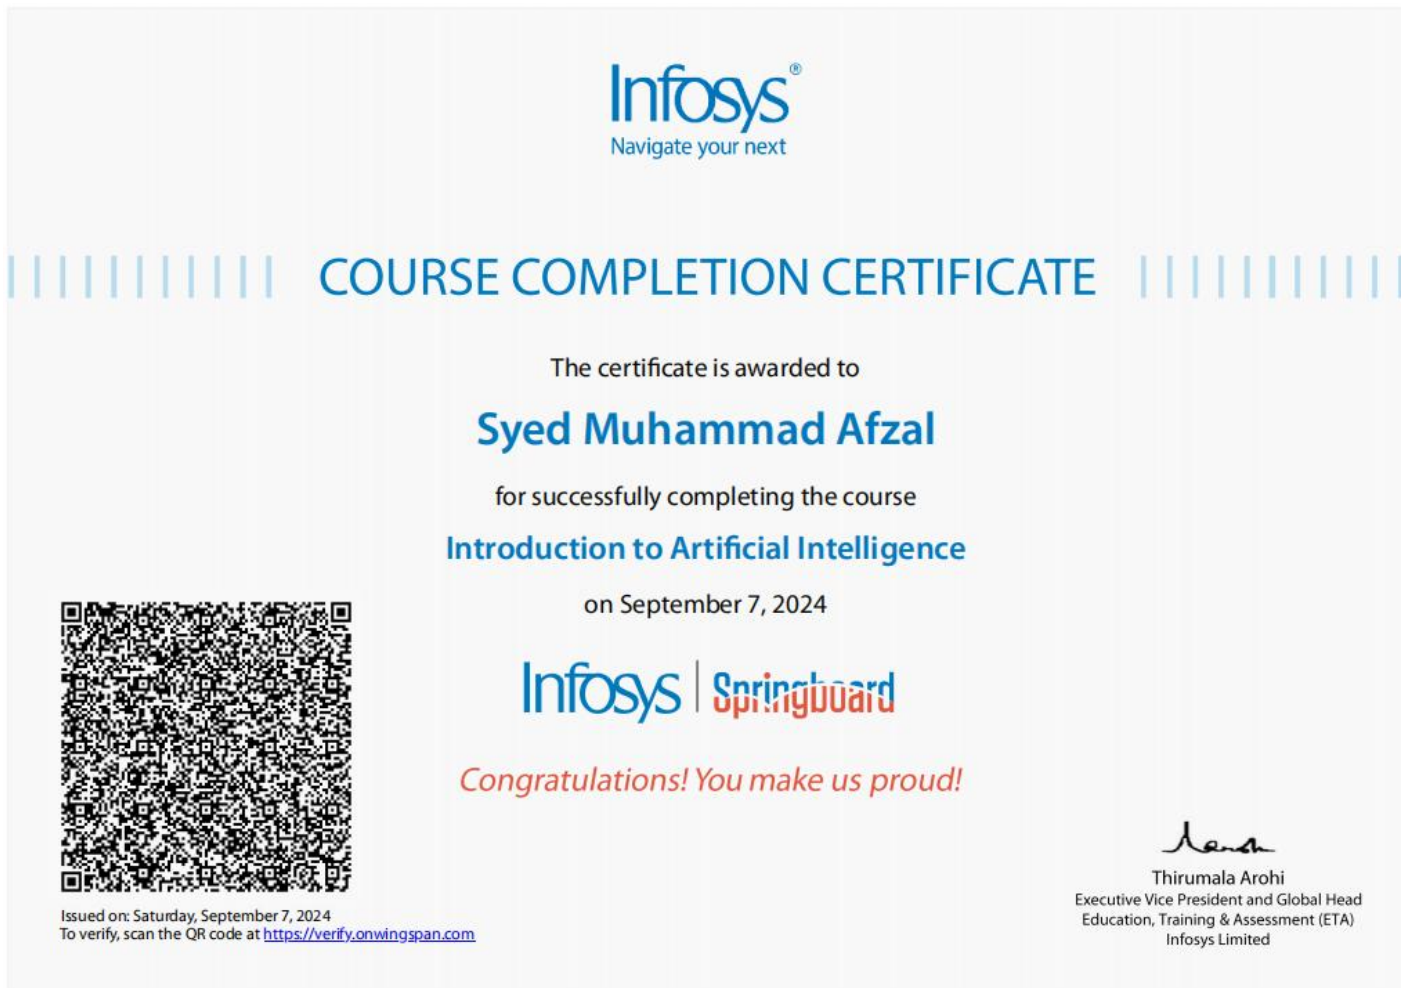 Infosys®
Navigate your next
COURSE COMPLETION CERTIFICATE
The certificate is awarded to
Syed Muhammad Afzal
for successfully completing the course
Introduction to Artificial Intelligence
on September 7, 2024
Infosys | Springboard
Congratulations! You make us proud!
Issued on: Saturday, September 7, 2024
To verify, scan the QR code at https://verify.onwingspan.com
Thirumala Arohi
Executive Vice President and Global Head
Education, Training & Assessment (ETA)
Infosys Limited